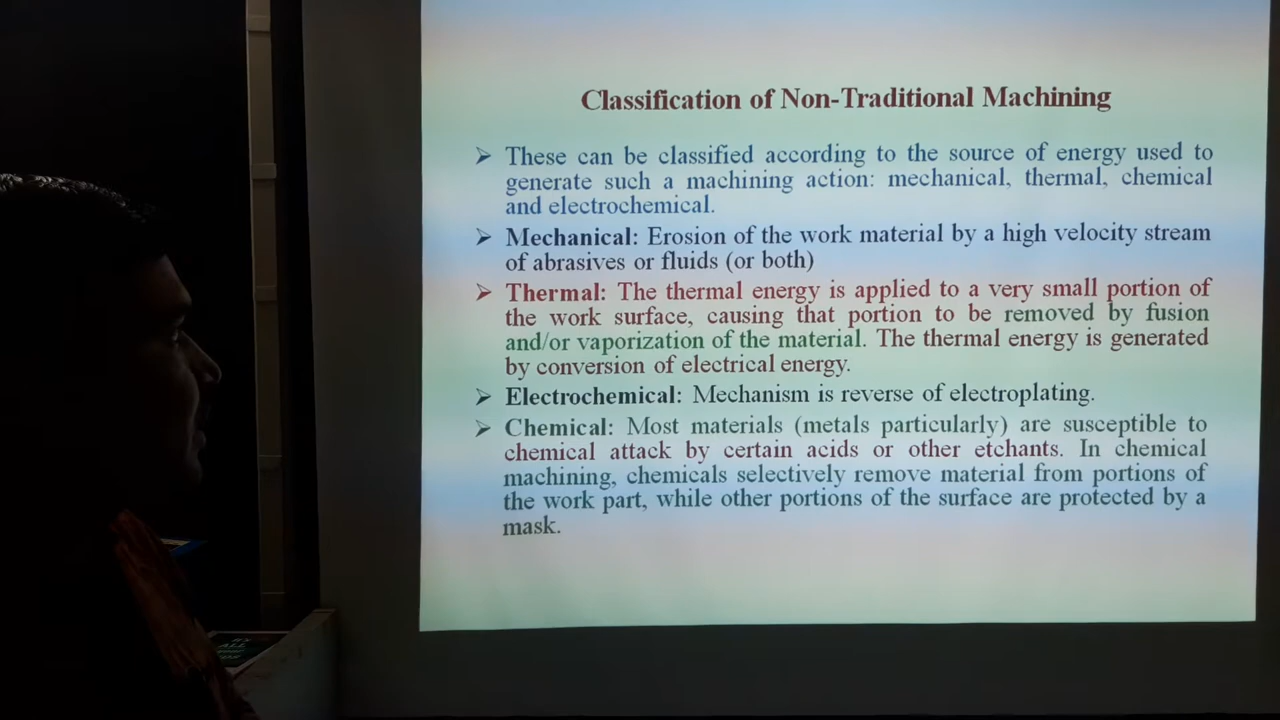 Classification of Non-Traditional Machining
➢ These can be classified according to the source of energy used to
generate such a machining action: mechanical, thermal, chemical
and electrochemical.
➢ Mechanical: Erosion of the work material by a high velocity stream
of abrasives or fluids (or both)
➢ Thermal: The thermal energy is applied to a very small portion of
the work surface, causing that portion to be removed by fusion
and/or vaporization of the material. The thermal energy is generated
by conversion of electrical energy.
➢ Electrochemical: Mechanism is reverse of electroplating.
➢ Chemical: Most materials (metals particularly) are susceptible to
chemical attack by certain acids or other etchants. In chemical
machining, chemicals selectively remove material from portions of
the work part, while other portions of the surface are protected by a
mask.
ALL